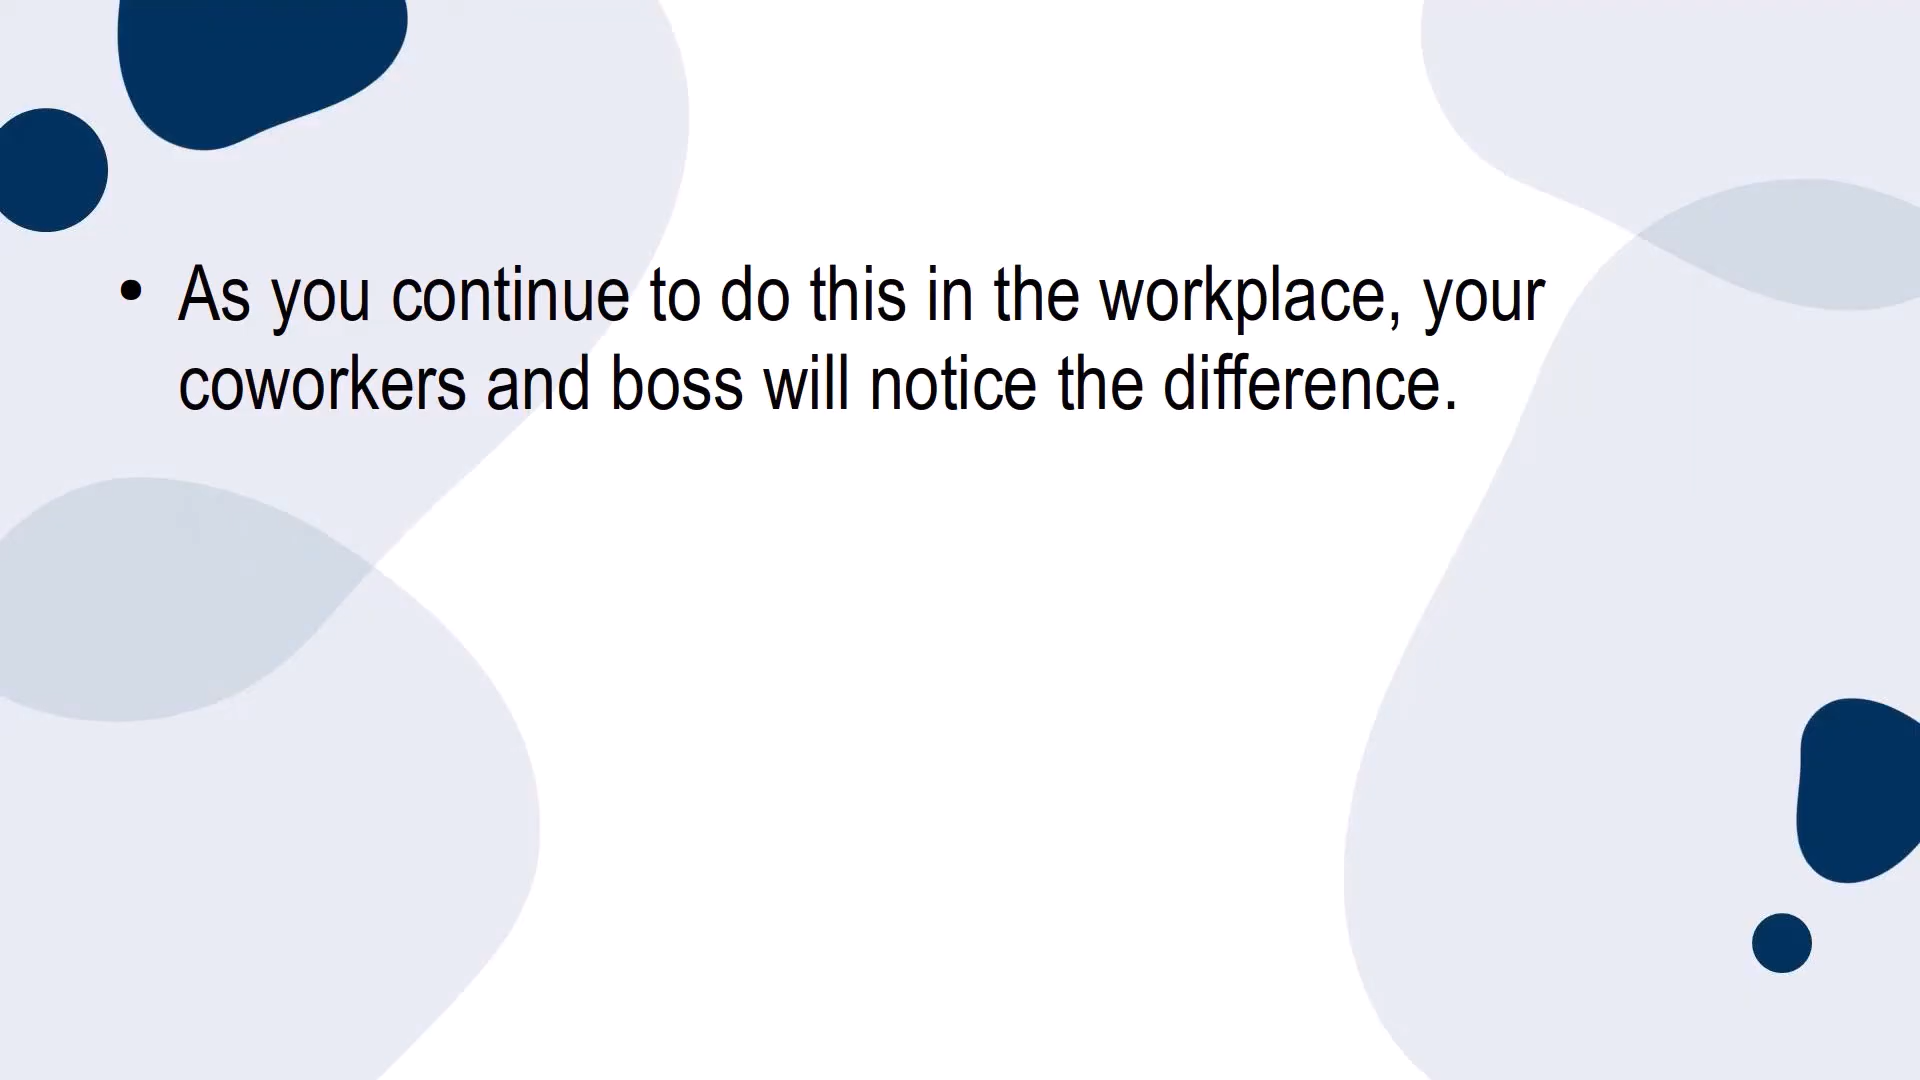 • As you continue to do this in the workplace, your
coworkers and boss will notice the difference.